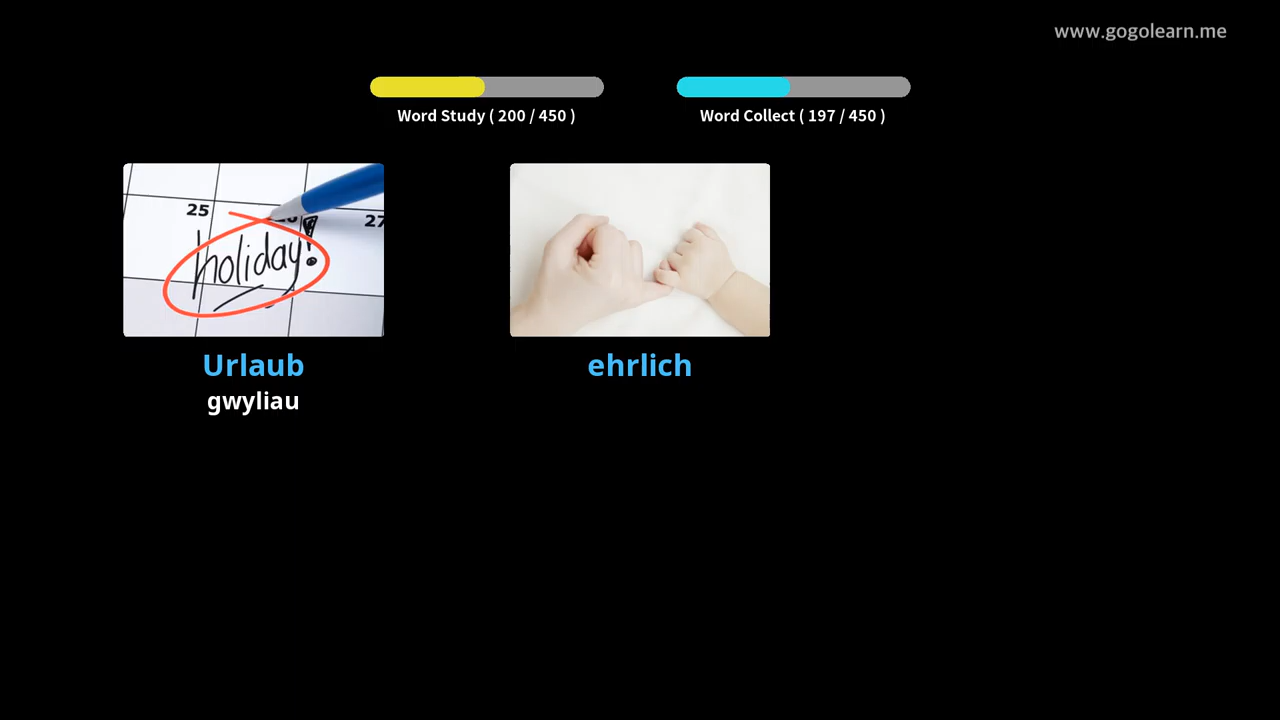 www.gogolearn.me
Word Study ( 200 / 450 )
Word Collect ( 197 / 450 )
25
27
holiday!
Urlaub
ehrlich
gwyliau